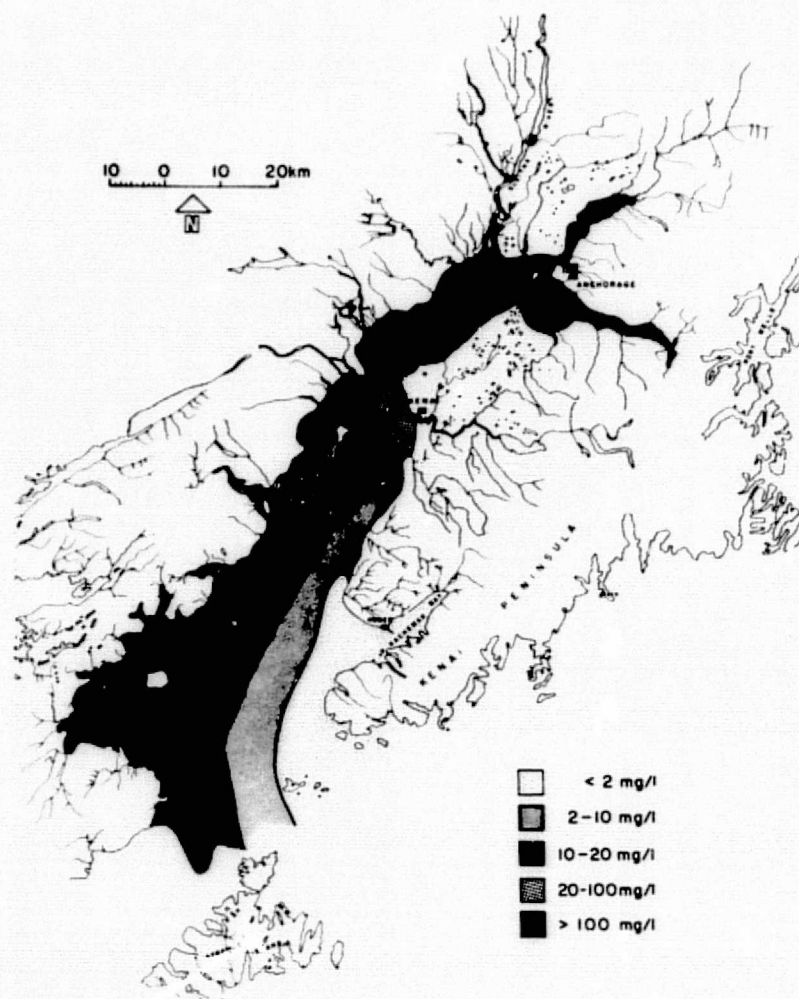 10 0 10 20km
N
ANCHORAGE
PENINSULA
KENAI
< 2 mg/l
2-10 mg/l
10-20 mg/l
20-100mg/l
> 100 mg/l